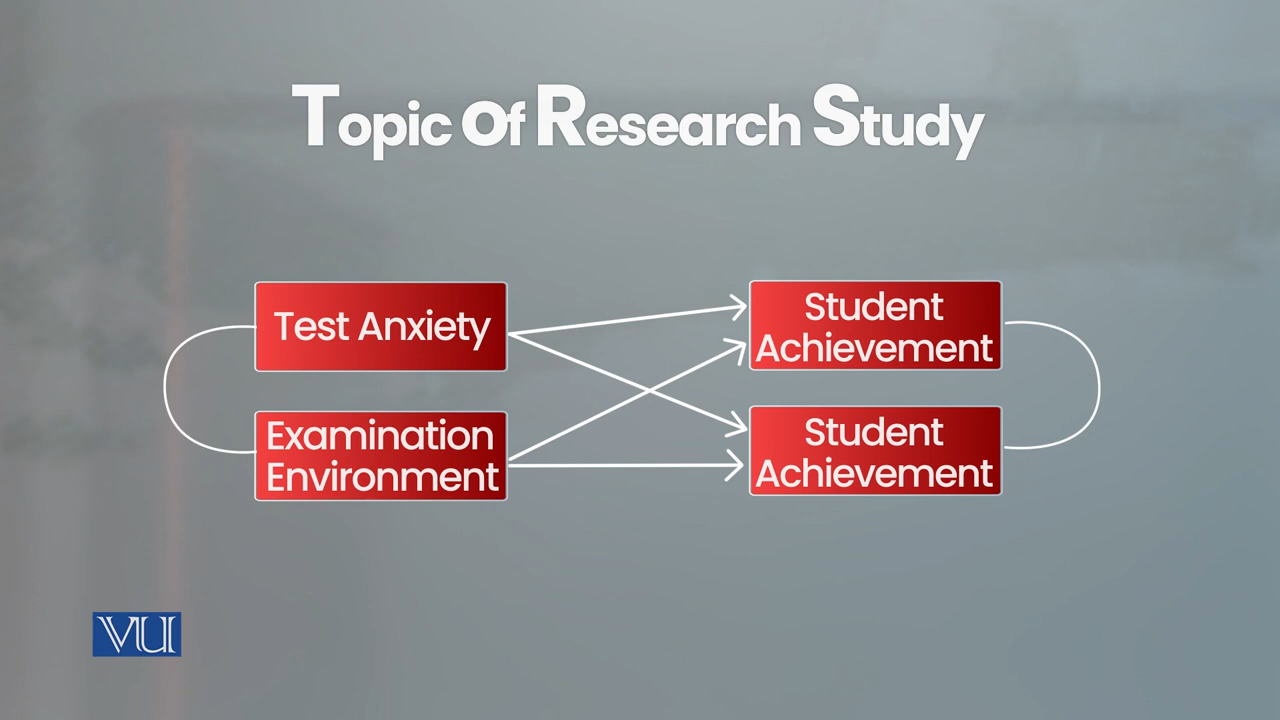 Topic of Research Study
Test Anxiety
Student
Achievement
Examination
Environment
Student
Achievement
VU